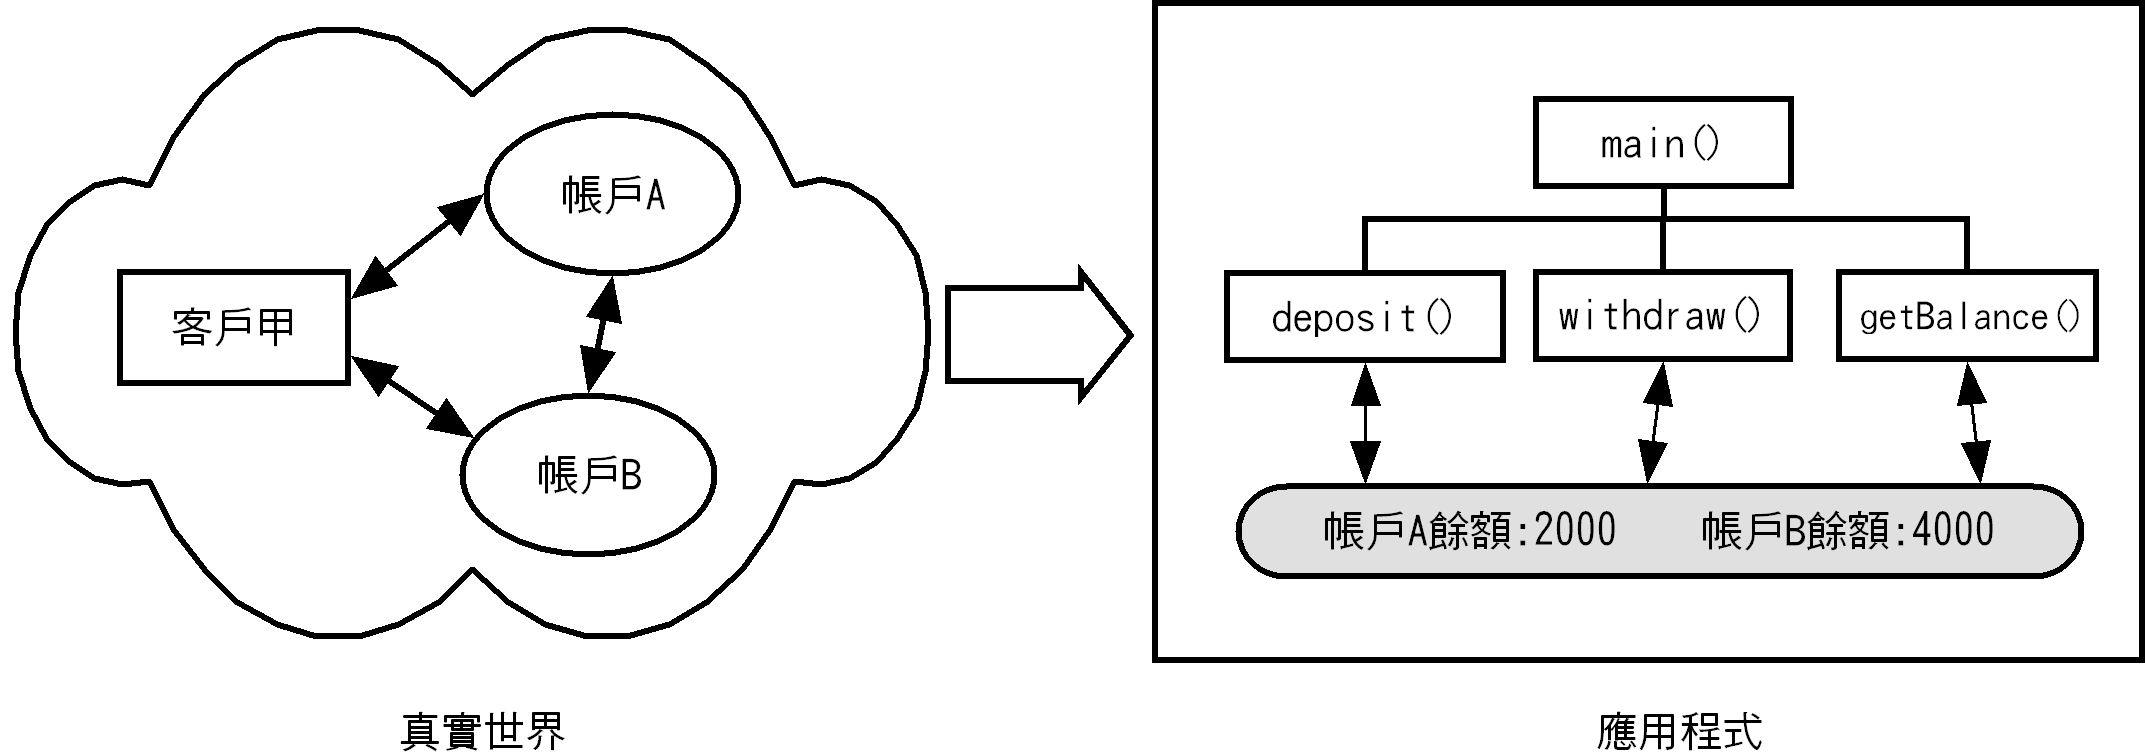 帳戶A
客戶甲
帳戶B
真實世界
main()
deposit()
withdraw()
getBalance()
帳戶A餘額:2000 帳戶B餘額:4000
應用程式